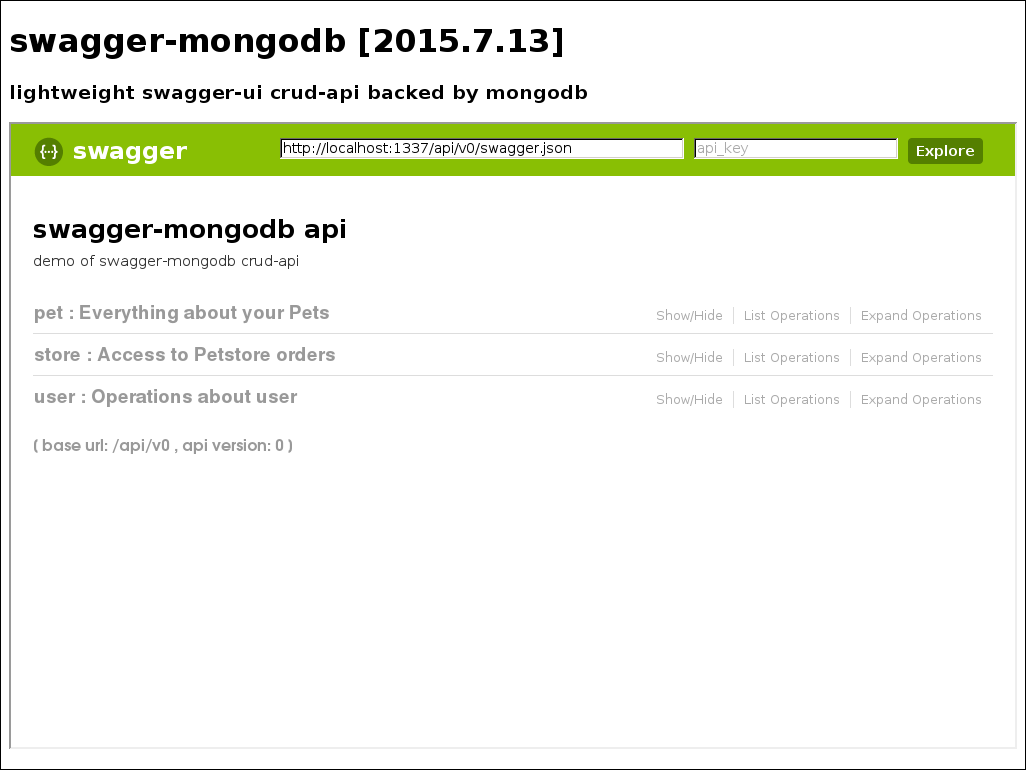 swagger-mongodb [2015.7.13]
lightweight swagger-ui crud-api backed by mongodb
{···} swagger http://localhost:1337/api/v0/swagger.json api_key Explore
swagger-mongodb api
demo of swagger-mongodb crud-api
pet : Everything about your Pets Show/Hide List Operations Expand Operations
store : Access to Petstore orders Show/Hide List Operations Expand Operations
user : Operations about user Show/Hide List Operations Expand Operations
[ base url: /api/v0 , api version: 0 ]